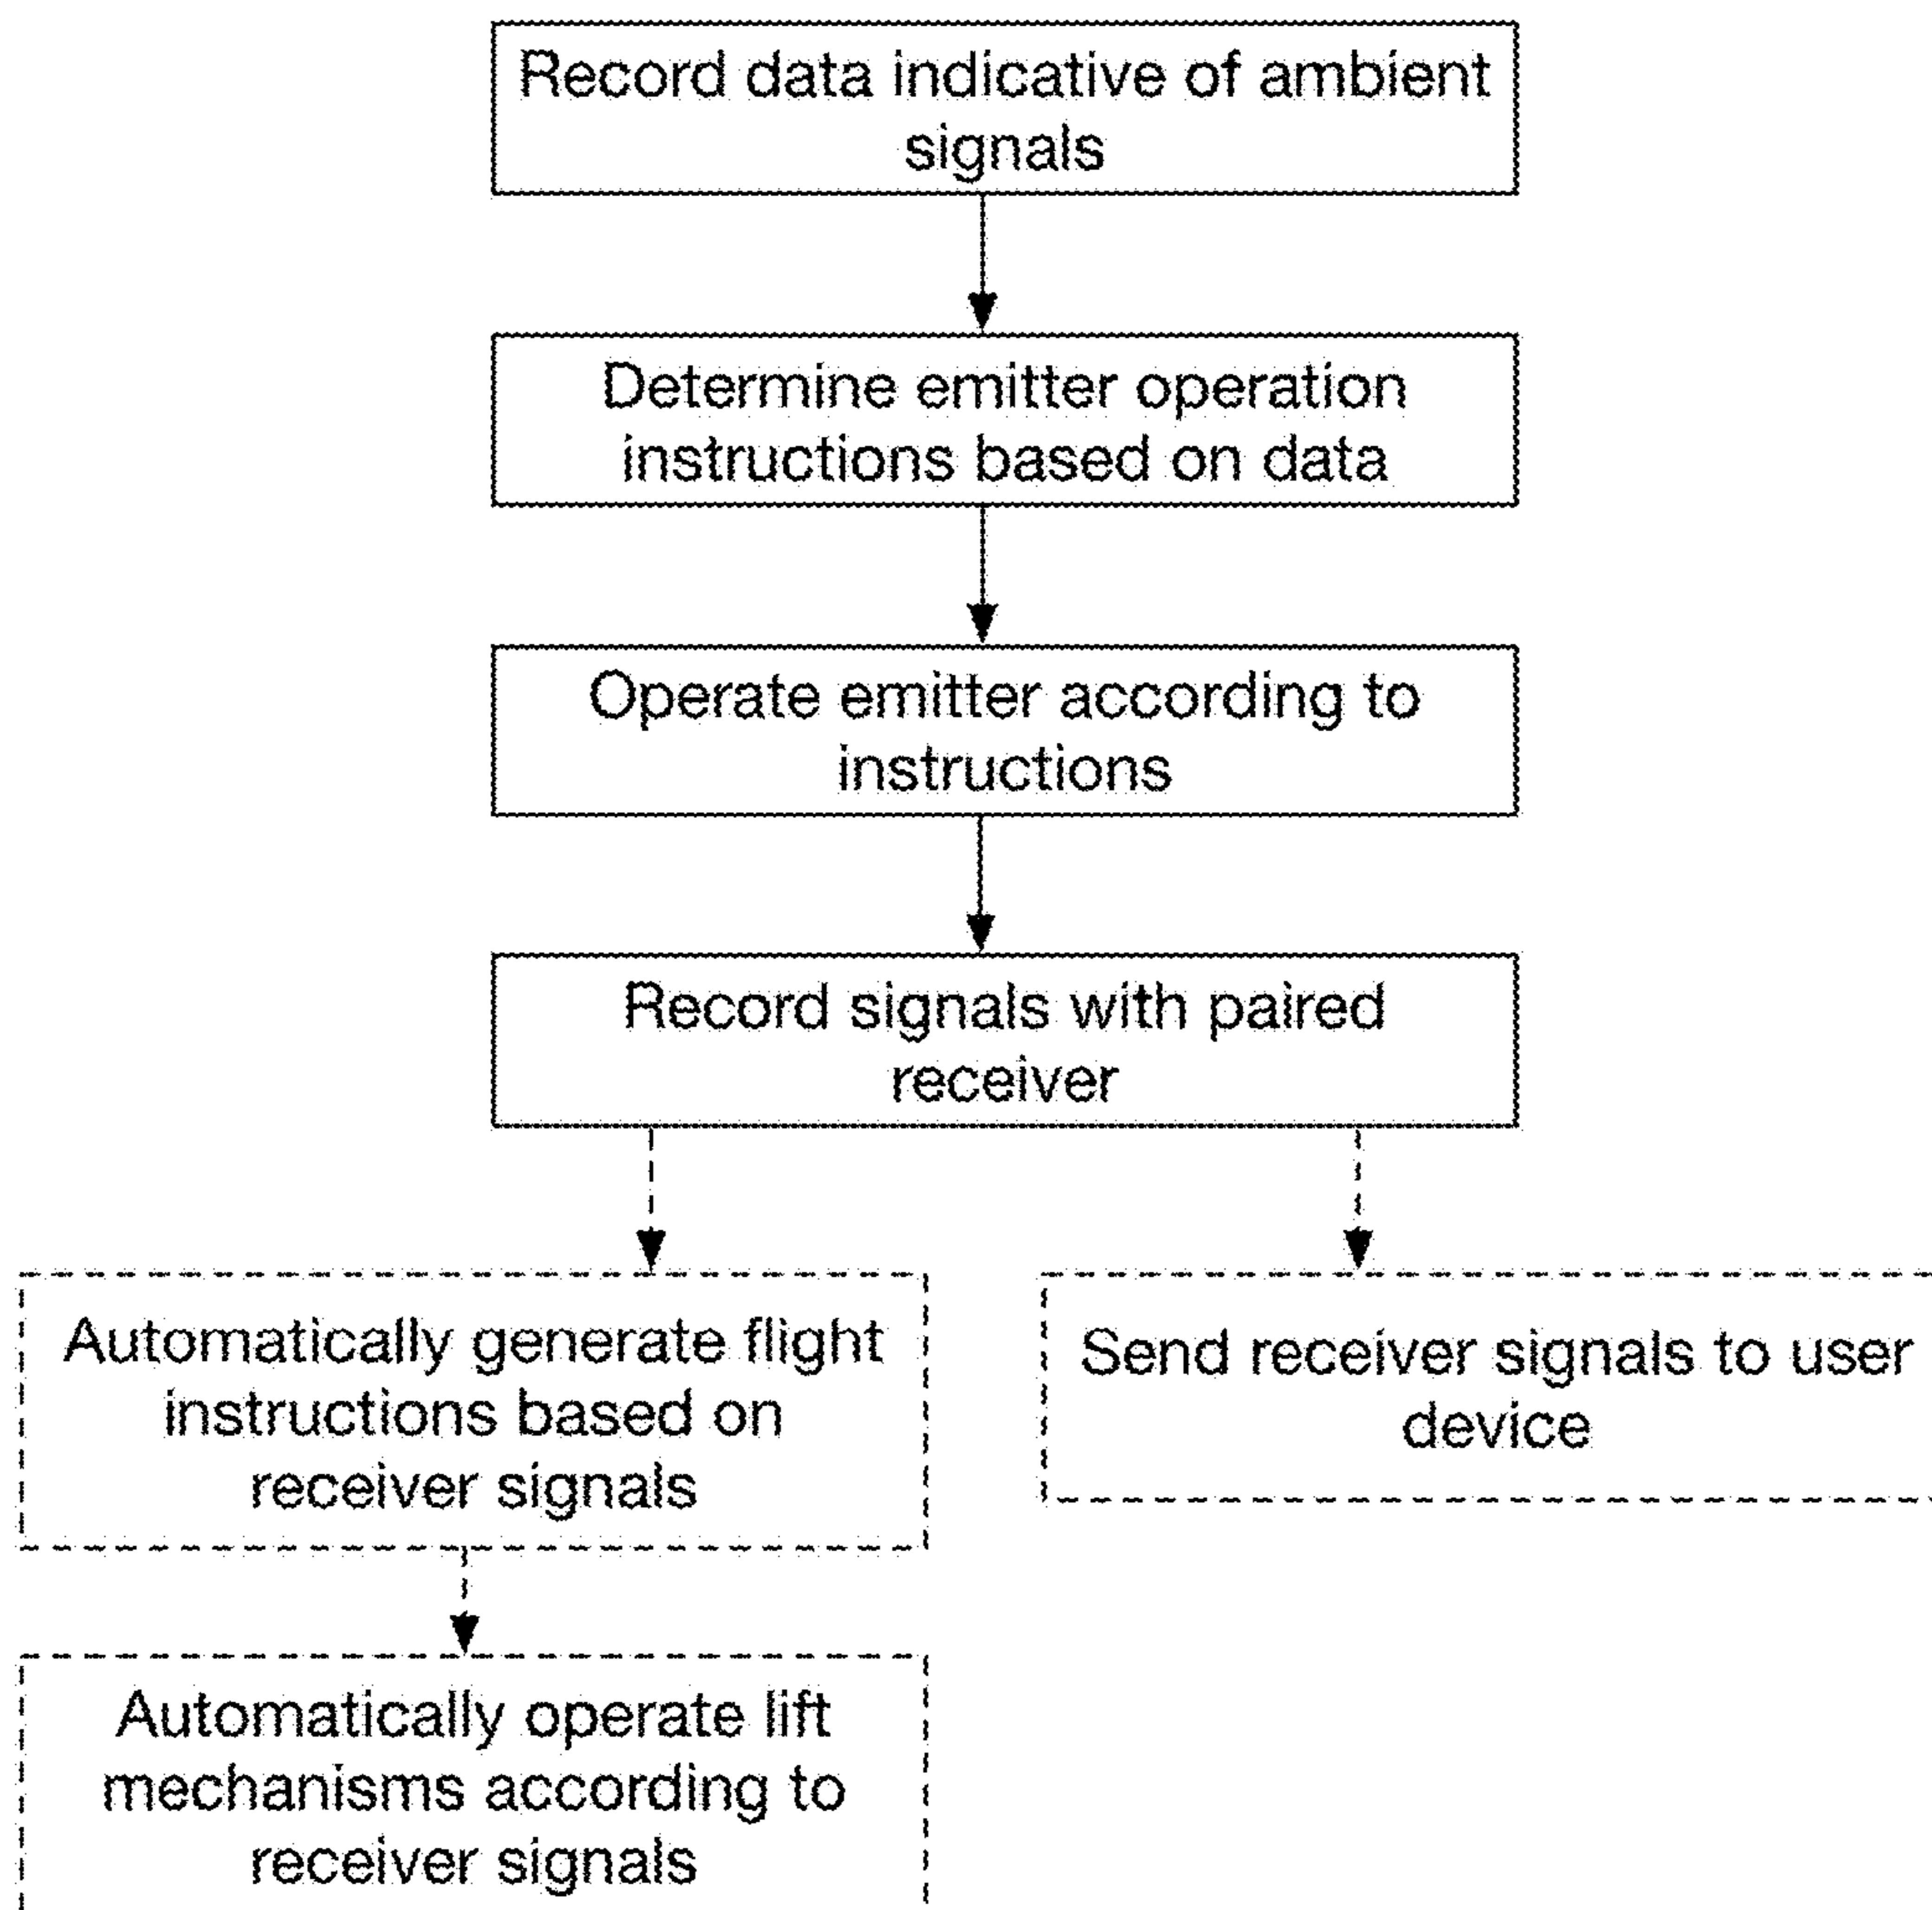 Record data indicative of ambient
signals
Determine emitter operation
instructions based on data
Operate emitter according to
instructions
Record signals with paired
receiver
Automatically generate flight
instructions based on
receiver signals
Send receiver signals to user
device
Automatically operate lift
mechanisms according to
receiver signals